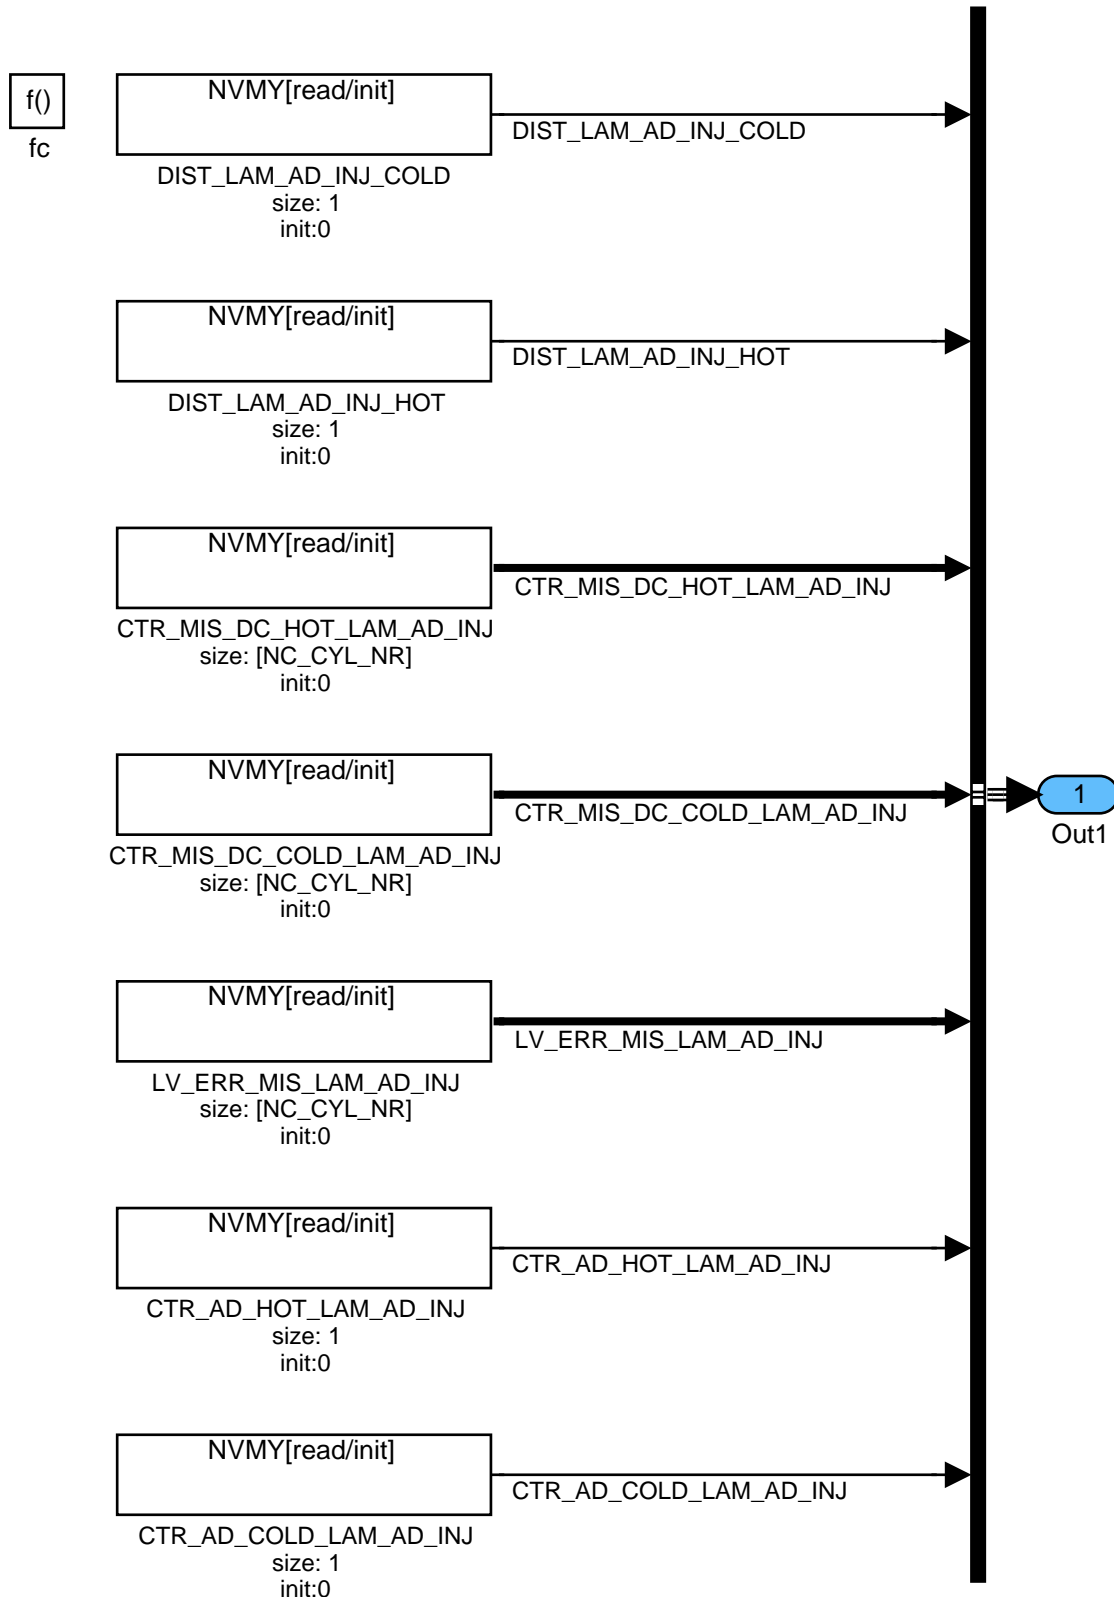 f()
fc
NVMY[read/init]
DIST_LAM_AD_INJ_COLD
DIST_LAM_AD_INJ_COLD
size: 1
init:0
NVMY[read/init]
DIST_LAM_AD_INJ_HOT
DIST_LAM_AD_INJ_HOT
size: 1
init:0
NVMY[read/init]
CTR_MIS_DC_HOT_LAM_AD_INJ
CTR_MIS_DC_HOT_LAM_AD_INJ
size: [NC_CYL_NR]
init:0
NVMY[read/init]
CTR_MIS_DC_COLD_LAM_AD_INJ
CTR_MIS_DC_COLD_LAM_AD_INJ
size: [NC_CYL_NR]
init:0
1
Out1
NVMY[read/init]
LV_ERR_MIS_LAM_AD_INJ
LV_ERR_MIS_LAM_AD_INJ
size: [NC_CYL_NR]
init:0
NVMY[read/init]
CTR_AD_HOT_LAM_AD_INJ
CTR_AD_HOT_LAM_AD_INJ
size: 1
init:0
NVMY[read/init]
CTR_AD_COLD_LAM_AD_INJ
CTR_AD_COLD_LAM_AD_INJ
size: 1
init:0